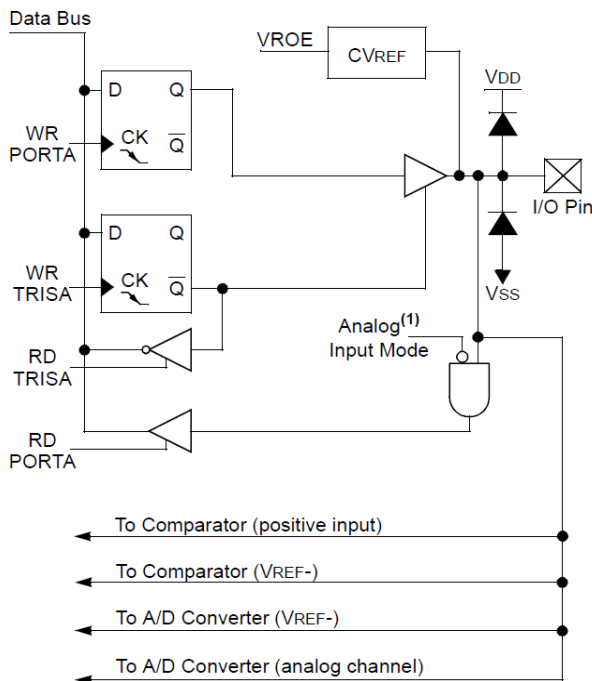 Data Bus
VROE
CVREF
VDD
D Q
WR
PORTA
CK Q
I/O Pin
D Q
WR
TRISA
CK Q
VSS
Analog(1)
Input Mode
RD
TRISA
RD
PORTA
To Comparator (positive input)
To Comparator (VREF-)
To A/D Converter (VREF-)
To A/D Converter (analog channel)